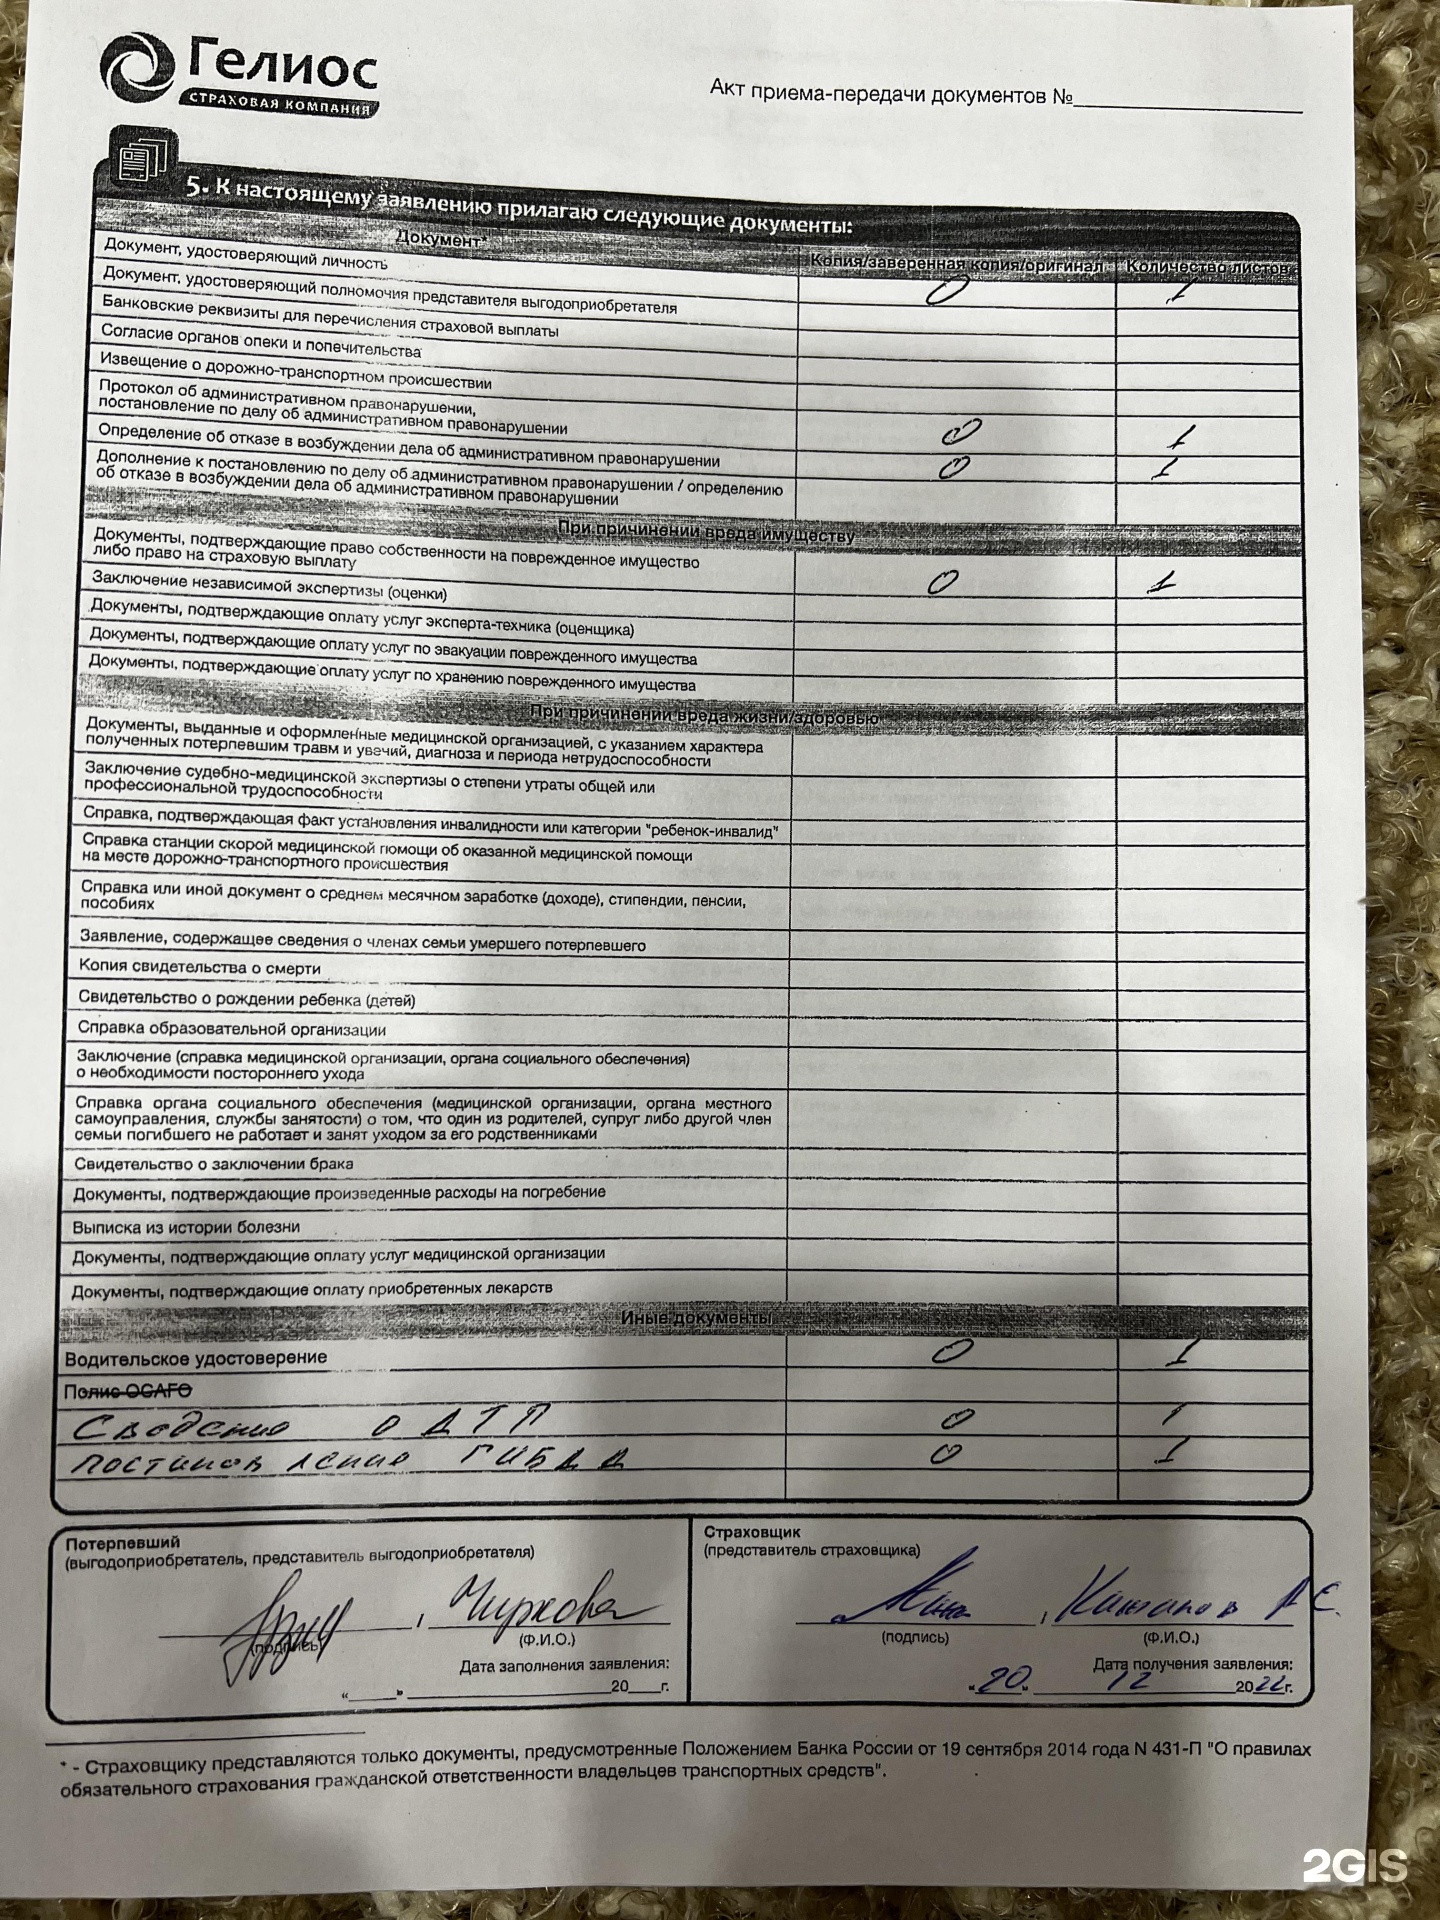 Гелиос
СТРАХОВАЯ КОМПАНИЯ
Акт приема-передачи документов №
5. К настоящему заявлению прилагаю следующие документы:
Документ* Копия/заверенная копия/оригинал Количество листов
Документ, удостоверяющий личность О 1
Документ, удостоверяющий полномочия представителя выгодоприобретателя
Банковские реквизиты для перечисления страховой выплаты
Согласие органов опеки и попечительства
Извещение о дорожно-транспортном происшествии
Протокол об административном правонарушении,
постановление по делу об административном правонарушении О 1
Определение об отказе в возбуждении дела об административном правонарушении О 1
Дополнение к постановлению по делу об административном правонарушении / определению
об отказе в возбуждении дела об административном правонарушении
При причинении вреда имуществу
Документы, подтверждающие право собственности на поврежденное имущество
либо право на страховую выплату О 1
Заключение независимой экспертизы (оценки)
Документы, подтверждающие оплату услуг эксперта-техника (оценщика)
Документы, подтверждающие оплату услуг по эвакуации поврежденного имущества
Документы, подтверждающие оплату услуг по хранению поврежденного имущества
При причинении вреда жизни/здоровью
Документы, выданные и оформленные медицинской организацией, с указанием характера
полученных потерпевшим травм и увечий, диагноза и периода нетрудоспособности
Заключение судебно-медицинской экспертизы о степени утраты общей или
профессиональной трудоспособности
Справка, подтверждающая факт установления инвалидности или категории "ребенок-инвалид"
Справка станции скорой медицинской помощи об оказанной медицинской помощи
на месте дорожно-транспортного происшествия
Справка или иной документ о среднем месячном заработке (доходе), стипендии, пенсии,
пособиях
Заявление, содержащее сведения о членах семьи умершего потерпевшего
Копия свидетельства о смерти
Свидетельство о рождении ребенка (детей)
Справка образовательной организации
Заключение (справка медицинской организации, органа социального обеспечения)
о необходимости постороннего ухода
Справка органа социального обеспечения (медицинской организации, органа местного
самоуправления, службы занятости) о том, что один из родителей, супруг либо другой член
семьи погибшего не работает и занят уходом за его родственниками
Свидетельство о заключении брака
Документы, подтверждающие произведенные расходы на погребение
Выписка из истории болезни
Документы, подтверждающие оплату услуг медицинской организации
Документы, подтверждающие оплату приобретенных лекарств
Иные документы
Водительское удостоверение О 1
Полис ОСАГО
Сведения о ДТП О 1
постановление ГИБДД О 1
Потерпевший
(выгодоприобретатель, представитель выгодоприобретателя)
, Чиркова
(подпись) (Ф.И.О.)
Дата заполнения заявления:
"___" ___ 20___г.
Страховщик
(представитель страховщика)
(подпись) (Ф.И.О.)
Дата получения заявления:
"20" 12 2022г.
* - Страховщику представляются только документы, предусмотренные Положением Банка России от 19 сентября 2014 года N 431-П "О правилах
обязательного страхования гражданской ответственности владельцев транспортных средств".
2GIS